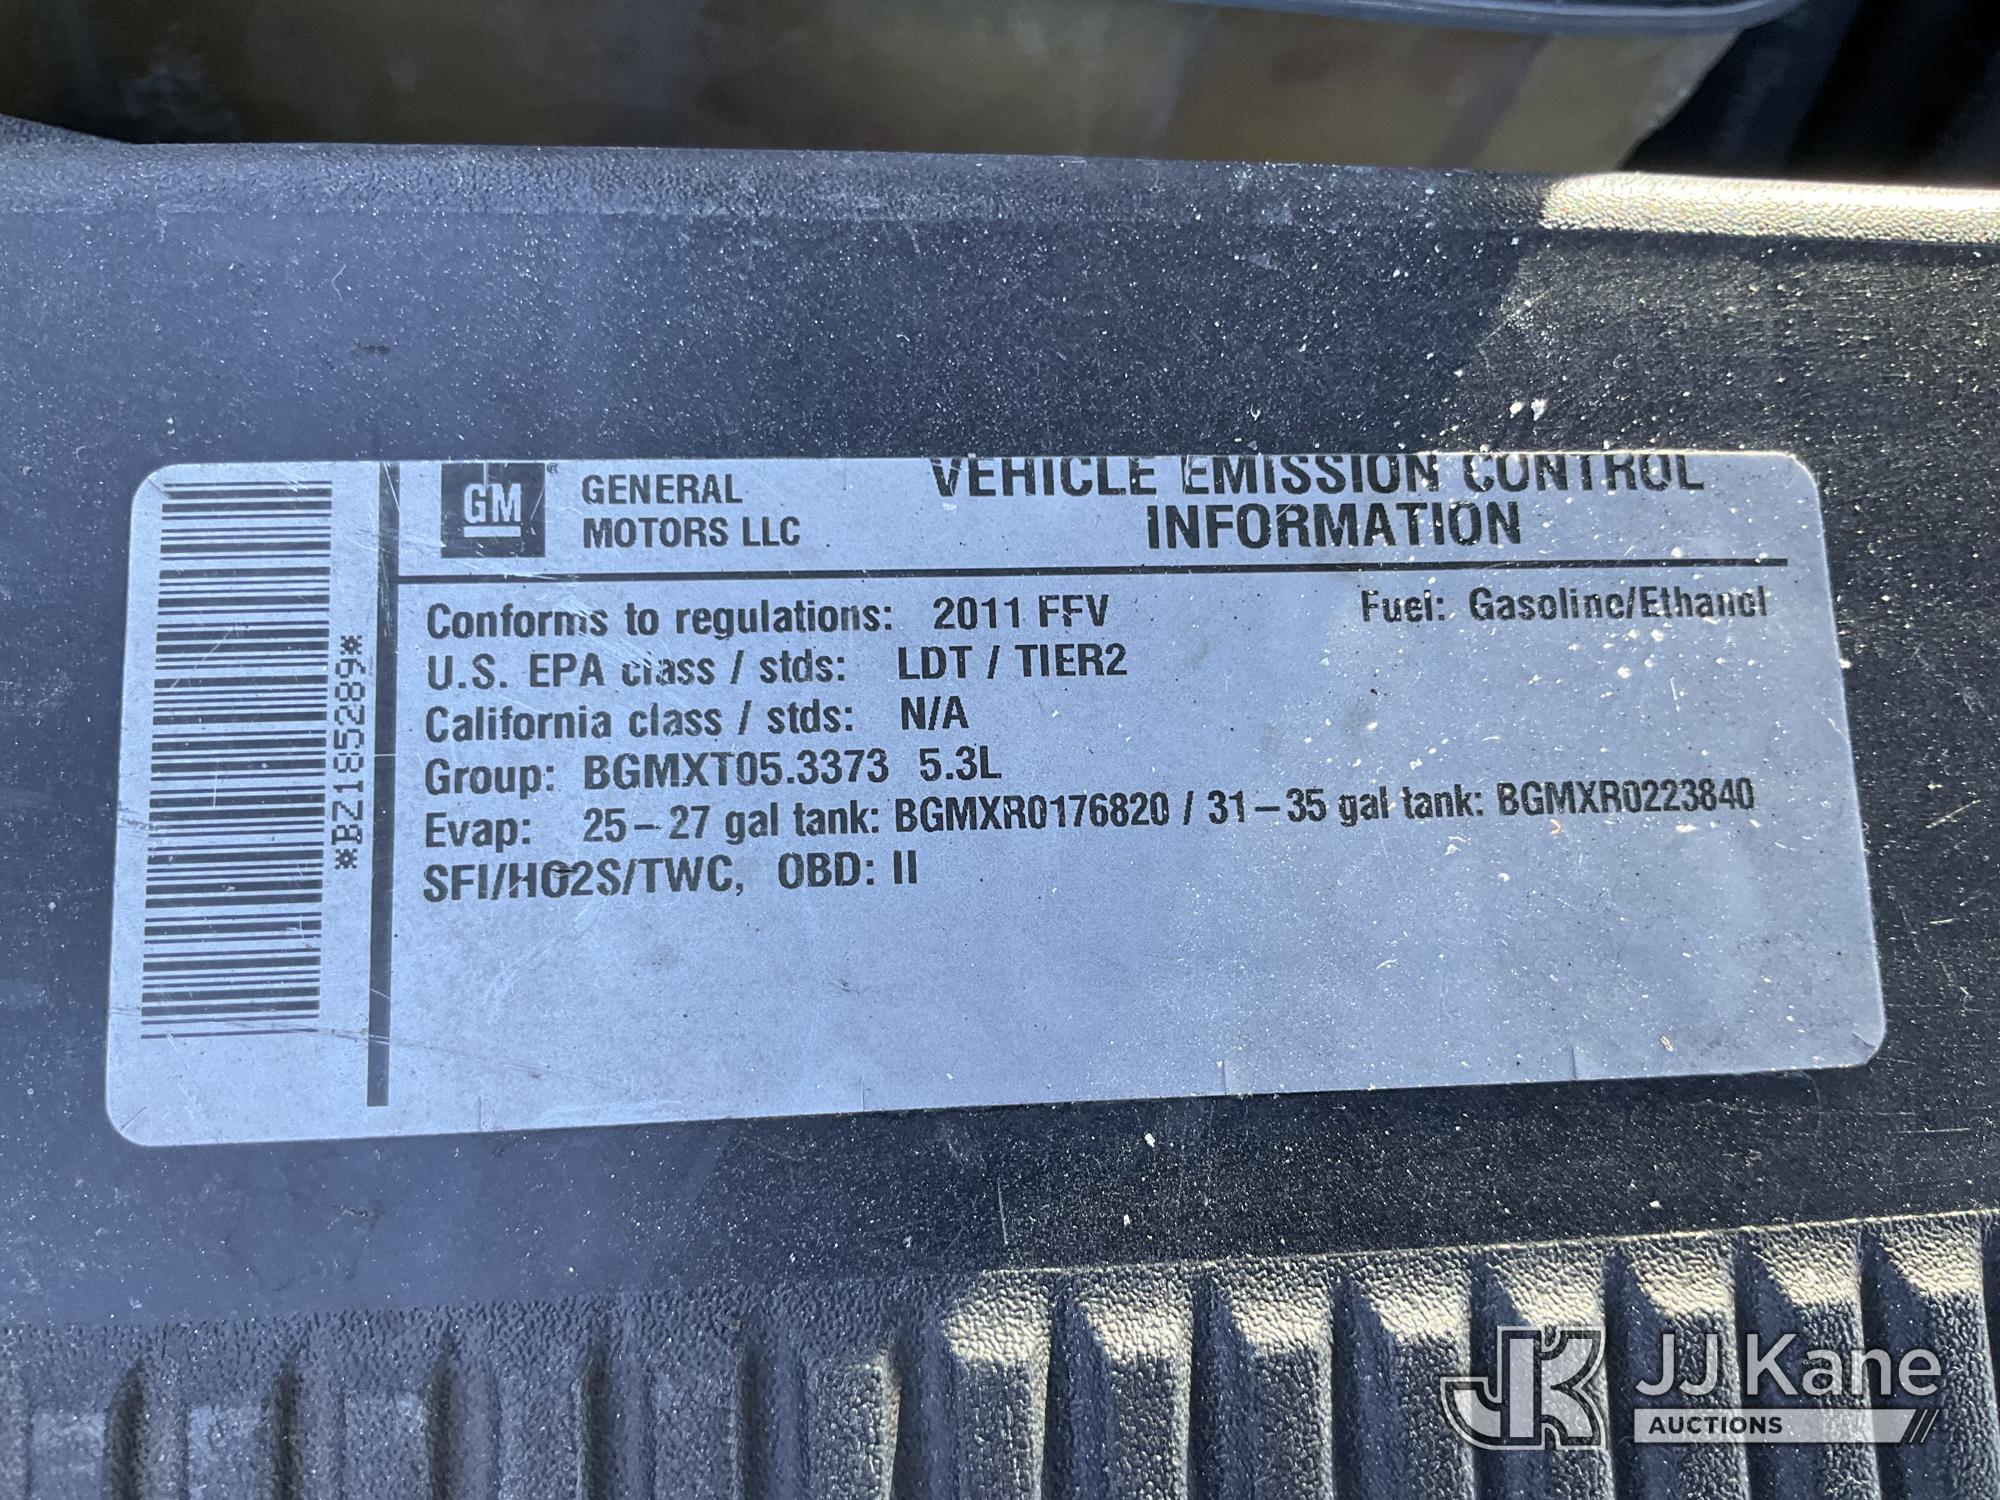 GM
GENERAL
MOTORS LLC
VEHICLE EMISSION CONTROL
INFORMATION
Conforms to regulations: 2011 FFV
Fuel: Gasoline/Ethanol
U.S. EPA class / stds: LDT / TIER2
California class / stds: N/A
Group: BGMXT05.3373 5.3L
Evap: 25–27 gal tank: BGMXR0176820 / 31–35 gal tank: BGMXR0223840
SFI/HO2S/TWC, OBD: II
*BZ185289*
JJ Kane
AUCTIONS